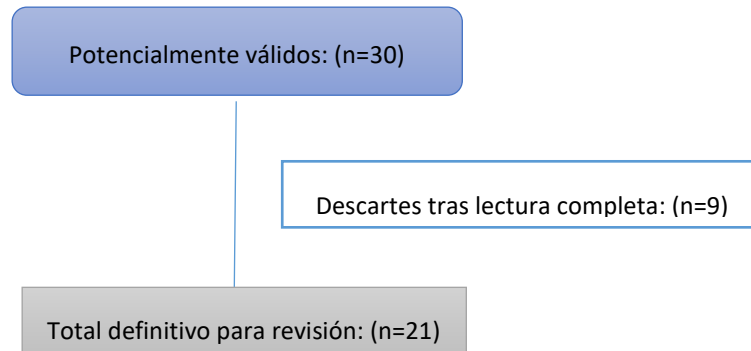 Potencialmente válidos: (n=30)
Descartes tras lectura completa: (n=9)
Total definitivo para revisión: (n=21)